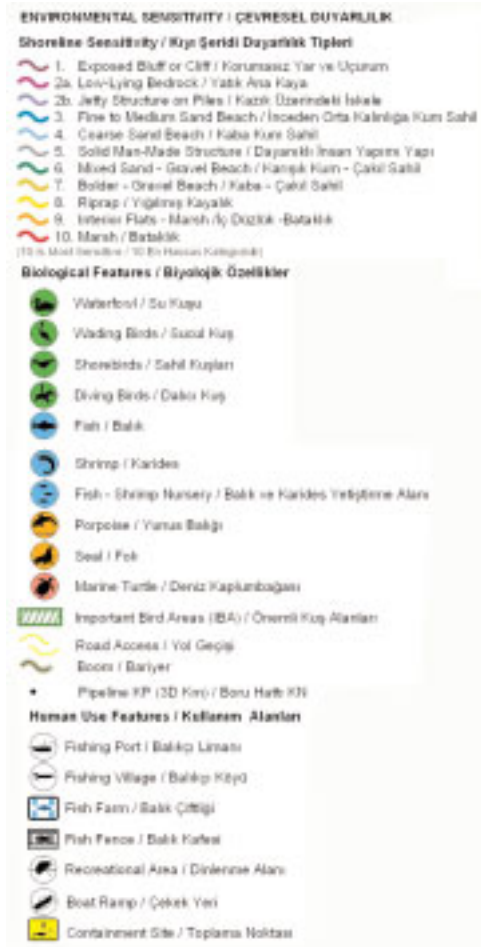 ENVIRONMENTAL SENSITIVITY / ÇEVRESEL DUYARLILIK
Shoreline Sensitivity / Kıyı Şeridi Duyarlılık Tipleri
1. Exposed Bluff or Cliff / Korumasız Yar ve Uçurum
2a. Low-Lying Bedrock / Yatık Ana Kaya
2b. Jetty Structure on Piles / Kazık Üzerindeki İskele
3. Fine to Medium Sand Beach / İnceden Orta Kalınlığa Kum Sahil
4. Coarse Sand Beach / Kaba Kum Sahil
5. Solid Man-Made Structure / Dayanıklı İnsan Yapımı Yapı
6. Mixed Sand - Gravel Beach / Karışık Kum - Çakıl Sahil
7. Bolder - Gravel Beach / Kaba - Çakıl Sahil
8. Riprap / Yığılmış Kayalık
9. Interior Flats - Marsh /İç Düzlük -Bataklık
10. Marsh / Bataklık
(10 is Most Sensitive / 10 En Hassas Kategoridir)
Biological Features / Biyolojik Özellikler
Waterfowl / Su Kuşu
Wading Birds / Sucul Kuş
Shorebirds / Sahil Kuşları
Diving Birds / Dalıcı Kuş
Fish / Balık
Shrimp / Karides
Fish - Shrimp Nursery / Balık ve Karides Yetiştirme Alanı
Porpoise / Yunus Balığı
Seal / Fok
Marine Turtle / Deniz Kaplumbağası
Important Bird Areas (IBA) / Önemli Kuş Alanları
Road Access / Yol Geçişi
Boom / Bariyer
Pipeline KP (3D Km) / Boru Hattı KN
Human Use Features / Kullanım Alanları
Fishing Port / Balıkçı Limanı
Fishing Village / Balıkçı Köyü
Fish Farm / Balık Çiftliği
Fish Fence / Balık Kafesi
Recreational Area / Dinlenme Alanı
Boat Ramp / Çekek Yeri
Containment Site / Toplama Noktası